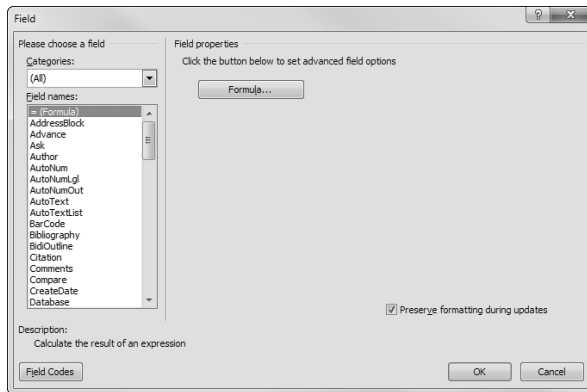 Field
Please choose a field
Categories:
(All)
Field names:
= (Formula)
AddressBlock
Advance
Ask
Author
AutoNum
AutoNumLgl
AutoNumOut
AutoText
AutoTextList
BarCode
Bibliography
BidiOutline
Citation
Comments
Compare
CreateDate
Database
Field properties
Click the button below to set advanced field options
Formula...
Preserve formatting during updates
Description:
Calculate the result of an expression
Field Codes
OK
Cancel